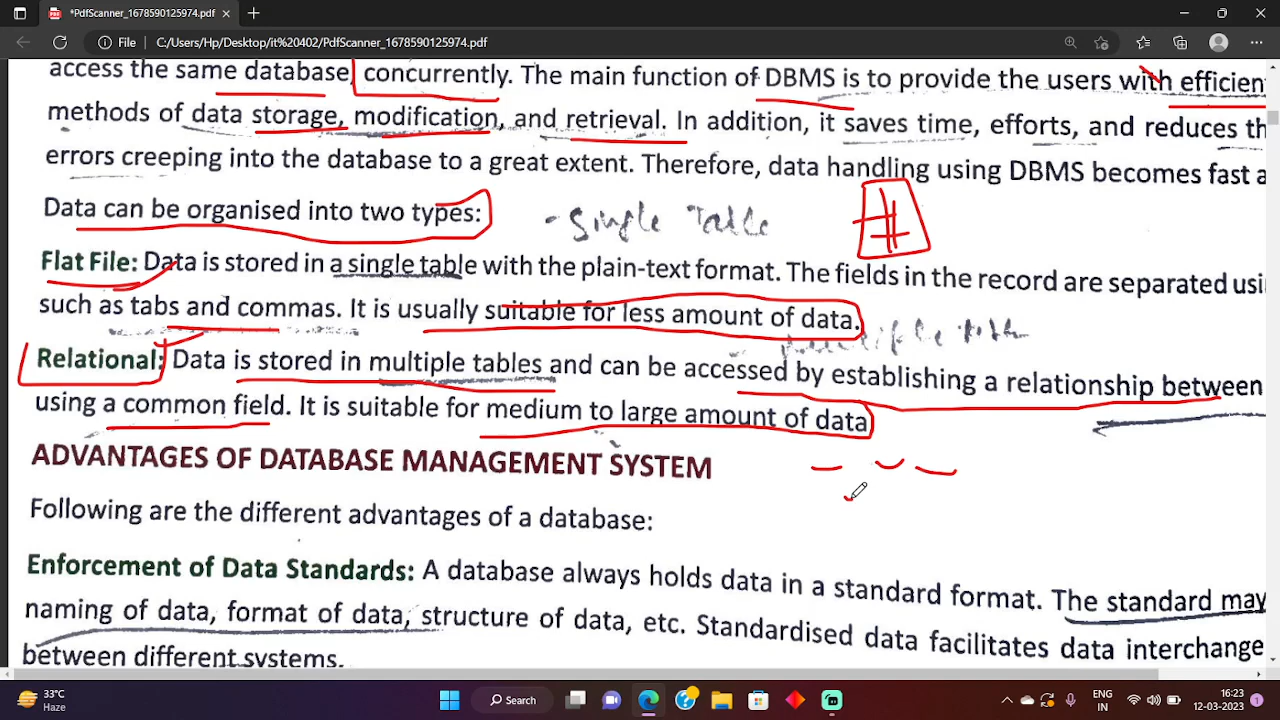 *PdfScanner_1678590125974.pdf
File C:/Users/Hp/Desktop/it%20402/PdfScanner_1678590125974.pdf
access the same database concurrently. The main function of DBMS is to provide the users with efficien
methods of data storage, modification, and retrieval. In addition, it saves time, efforts, and reduces th
errors creeping into the database to a great extent. Therefore, data handling using DBMS becomes fast a
Data can be organised into two types:
- Single Table
Flat File: Data is stored in a single table with the plain-text format. The fields in the record are separated usi
such as tabs and commas. It is usually suitable for less amount of data.
Relational: Data is stored in multiple tables and can be accessed by establishing a relationship between
using a common field. It is suitable for medium to large amount of data
ADVANTAGES OF DATABASE MANAGEMENT SYSTEM
Following are the different advantages of a database:
Enforcement of Data Standards: A database always holds data in a standard format. The standard may
naming of data, format of data, structure of data, etc. Standardised data facilitates data interchange
between different systems.
33°C
Haze
Search
ENG
IN
16:23
12-03-2023
1